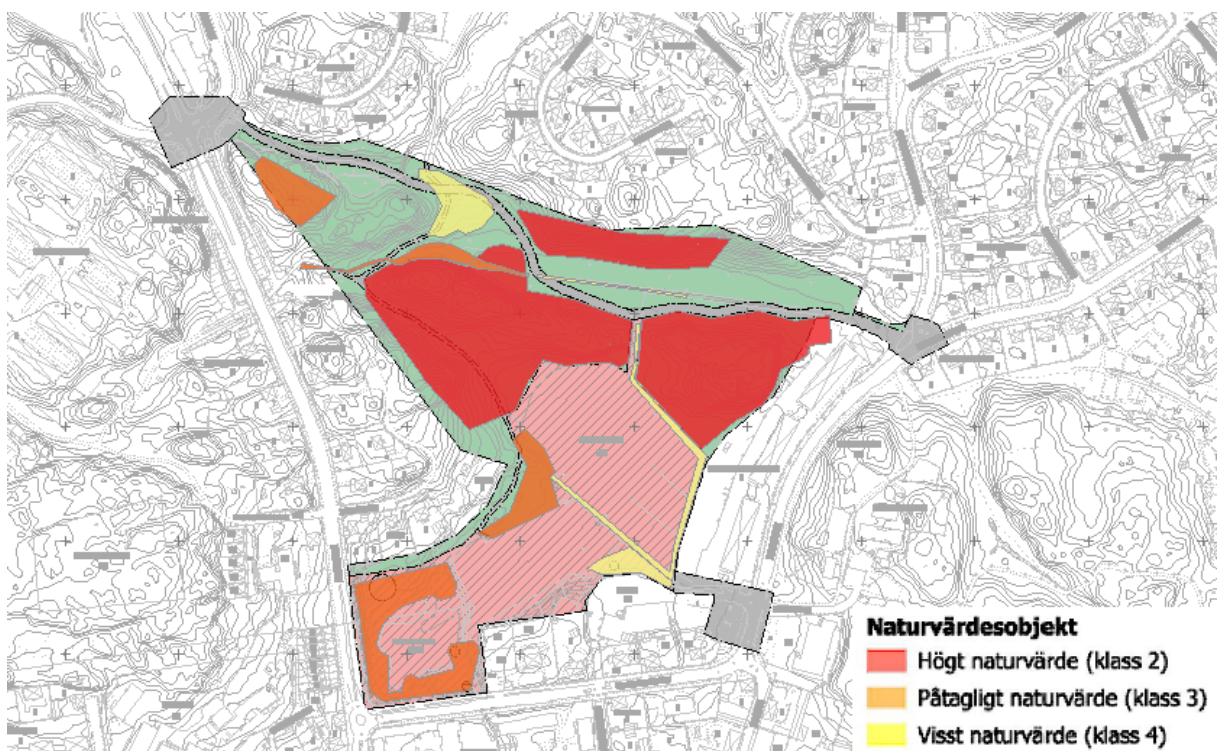 Naturvärdesobjekt
Högt naturvärde (klass 2)
Påtagligt naturvärde (klass 3)
Visst naturvärde (klass 4)